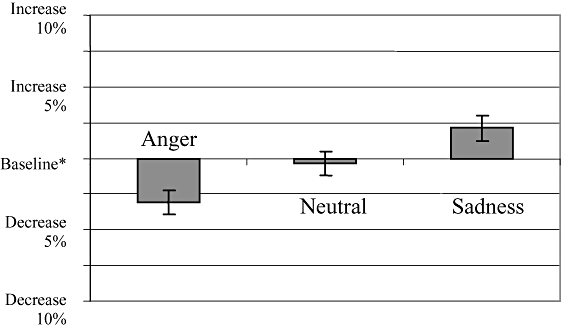 Increase
10%
Increase
5%
Anger
Baseline*
Neutral
Sadness
Decrease
5%
Decrease
10%